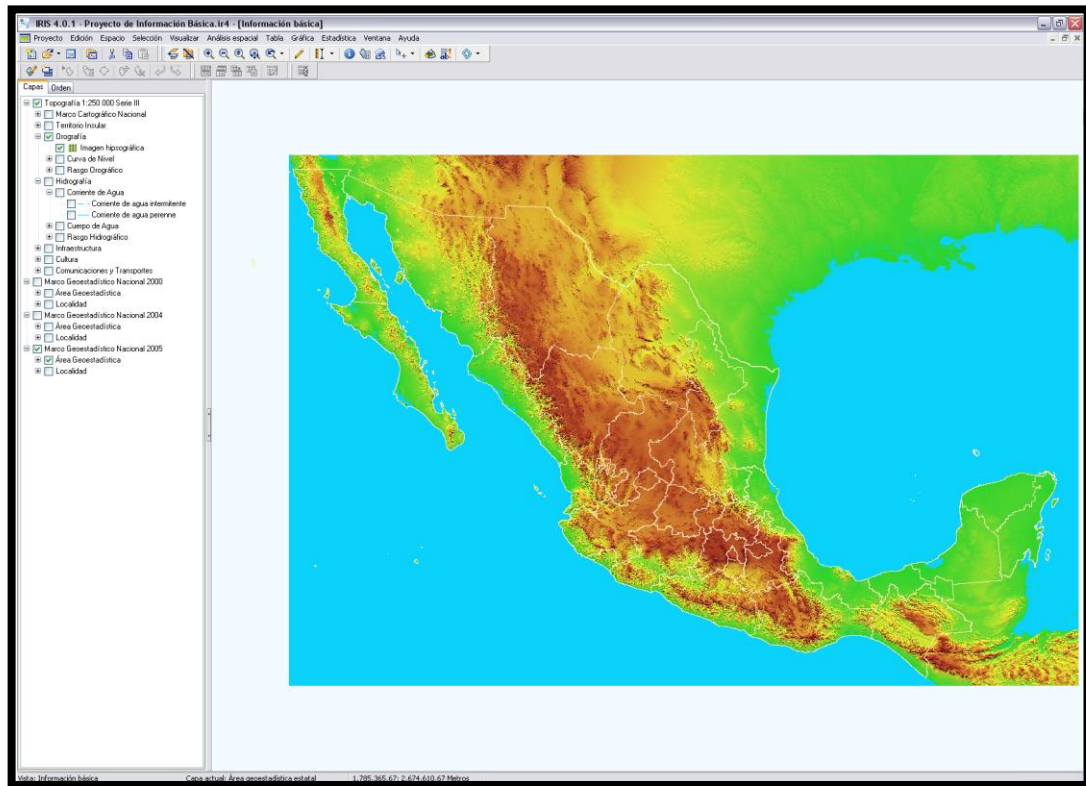 IRIS 4.0.1 - Proyecto de Información Básica.ir4 - [Información básica]
Proyecto Edición Espacio Selección Visualizar Análisis espacial Tabla Gráfica Estadística Ventana Ayuda
Capas Orden
Topografía 1:250 000 Serie III
Marco Cartográfico Nacional
Territorio Insular
Orografía
Imagen hipsográfica
Curva de Nivel
Rasgo Orográfico
Hidrografía
Corriente de Agua
Corriente de agua intermitente
Corriente de agua perenne
Cuerpo de Agua
Rasgo Hidrográfico
Infraestructura
Cultura
Comunicaciones y Transportes
Marco Geoestadístico Nacional 2000
Área Geoestadística
Localidad
Marco Geoestadístico Nacional 2004
Área Geoestadística
Localidad
Marco Geoestadístico Nacional 2005
Área Geoestadística
Localidad
Vista: Información básica Capa actual: Área geoestadística estatal 1,785,365.67; 2,674,610.67 Metros